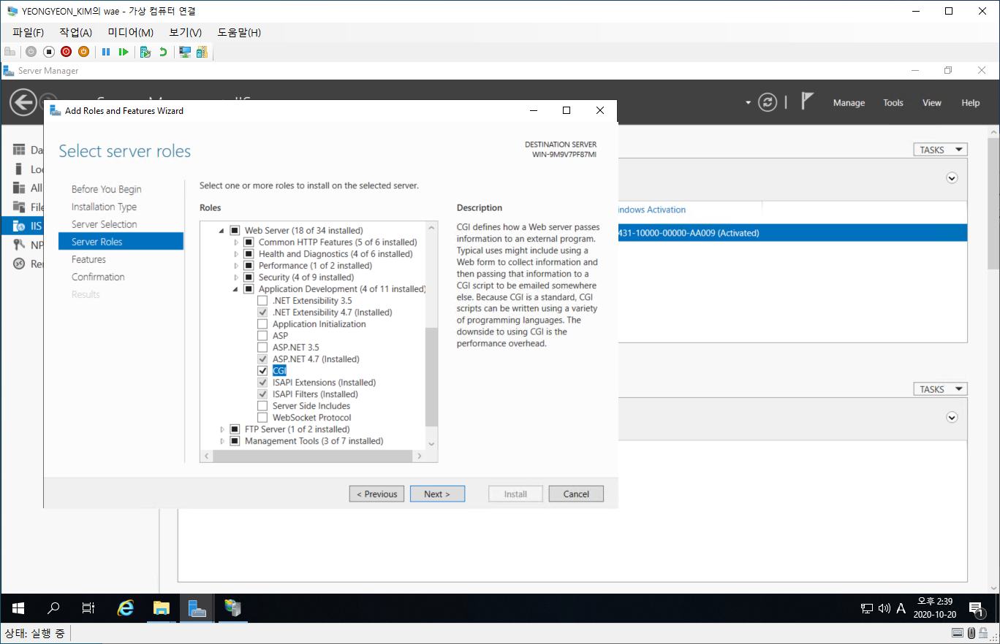 YEONGYEON_KIM의 wae - 가상 컴퓨터 연결
파일(F) 작업(A) 미디어(M) 보기(V) 도움말(H)
Server Manager
Manage Tools View Help
Add Roles and Features Wizard
Select server roles
DESTINATION SERVER
WIN-9M9V7PF87MI
Before You Begin
Installation Type
Server Selection
Server Roles
Features
Confirmation
Results
Select one or more roles to install on the selected server.
Roles
Web Server (18 of 34 installed)
Common HTTP Features (5 of 6 installed)
Health and Diagnostics (4 of 6 installed)
Performance (1 of 2 installed)
Security (4 of 9 installed)
Application Development (4 of 11 installed)
.NET Extensibility 3.5
.NET Extensibility 4.7 (Installed)
Application Initialization
ASP
ASP.NET 3.5
ASP.NET 4.7 (Installed)
CGI
ISAPI Extensions (Installed)
ISAPI Filters (Installed)
Server Side Includes
WebSocket Protocol
FTP Server (1 of 2 installed)
Management Tools (3 of 7 installed)
Description
CGI defines how a Web server passes
information to an external program.
Typical uses might include using a
Web form to collect information and
then passing that information to a
CGI script to be emailed somewhere
else. Because CGI is a standard, CGI
scripts can be written using a variety
of programming languages. The
downside to using CGI is the
performance overhead.
< Previous Next > Install Cancel
Da
Loc
All
File
IIS
NP
Rer
TASKS
indows Activation
431-10000-00000-AA009 (Activated)
TASKS
A
오후 2:39
2020-10-20
1
상태: 실행 중